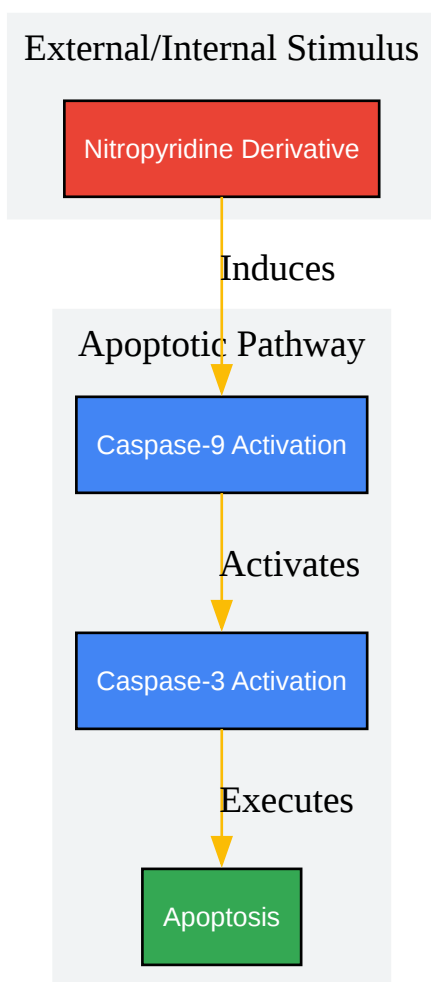 External/Internal Stimulus
Nitropyridine Derivative
Induces
Apoptotic Pathway
Caspase-9 Activation
Activates
Caspase-3 Activation
Executes
Apoptosis